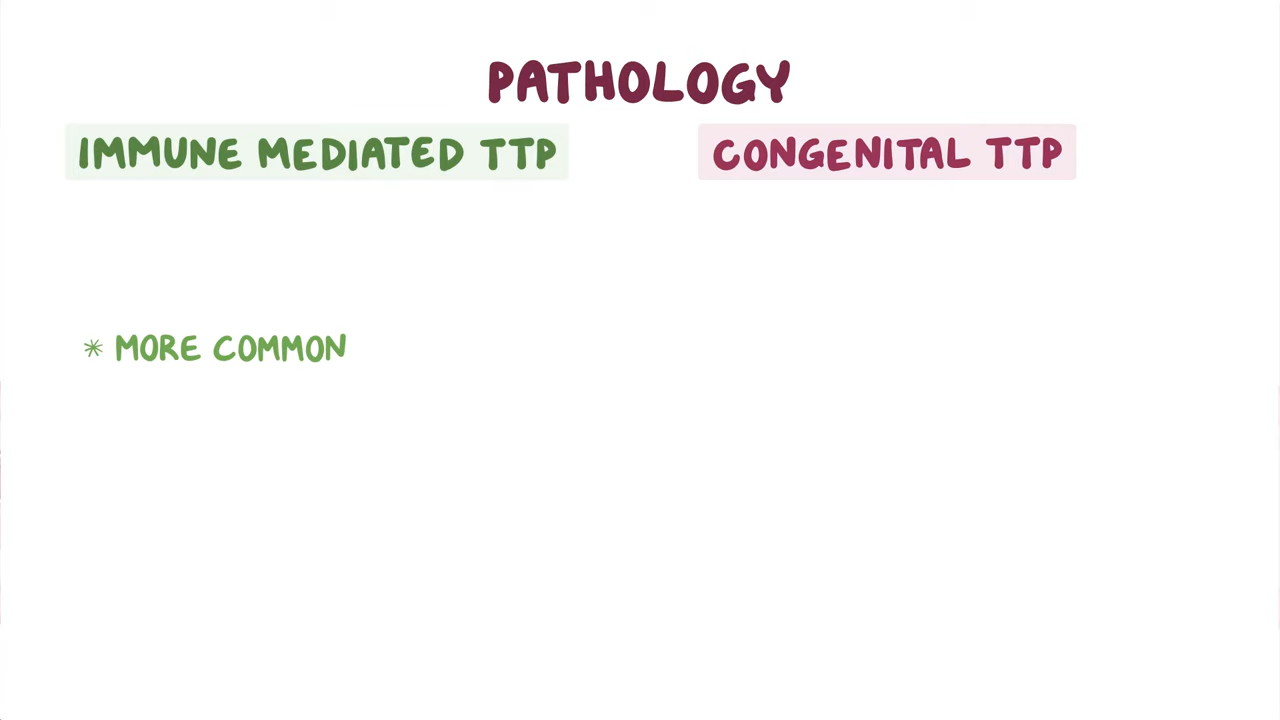 PATHOLOGY
IMMUNE MEDIATED TTP
CONGENITAL TTP
* MORE COMMON